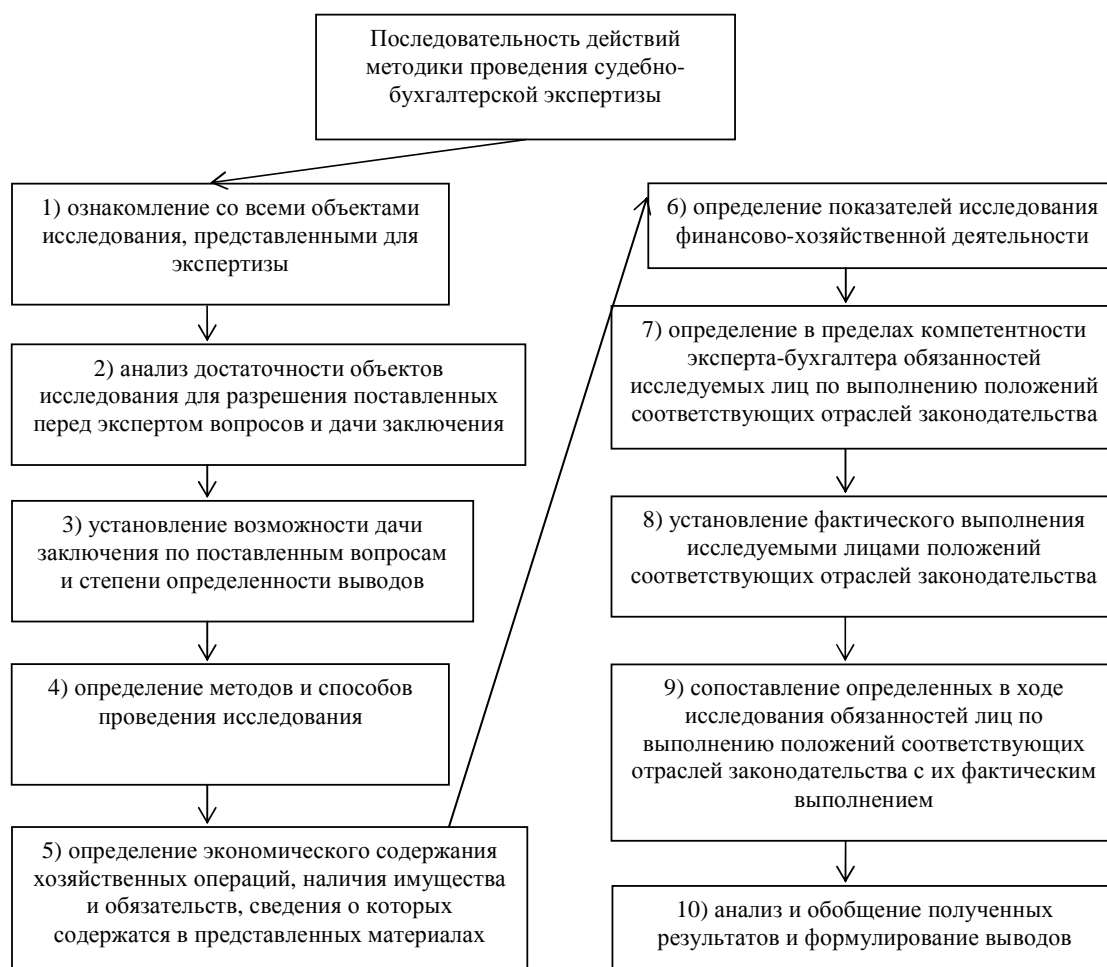 Последовательность действий
методики проведения судебно-
бухгалтерской экспертизы
1) ознакомление со всеми объектами
исследования, представленными для
экспертизы
2) анализ достаточности объектов
исследования для разрешения поставленных
перед экспертом вопросов и дачи заключения
3) установление возможности дачи
заключения по поставленным вопросам
и степени определенности выводов
4) определение методов и способов
проведения исследования
5) определение экономического содержания
хозяйственных операций, наличия имущества
и обязательств, сведения о которых
содержатся в представленных материалах
6) определение показателей исследования
финансово-хозяйственной деятельности
7) определение в пределах компетентности
эксперта-бухгалтера обязанностей
исследуемых лиц по выполнению положений
соответствующих отраслей законодательства
8) установление фактического выполнения
исследуемыми лицами положений
соответствующих отраслей законодательства
9) сопоставление определенных в ходе
исследования обязанностей лиц по
выполнению положений соответствующих
отраслей законодательства с их фактическим
выполнением
10) анализ и обобщение полученных
результатов и формулирование выводов